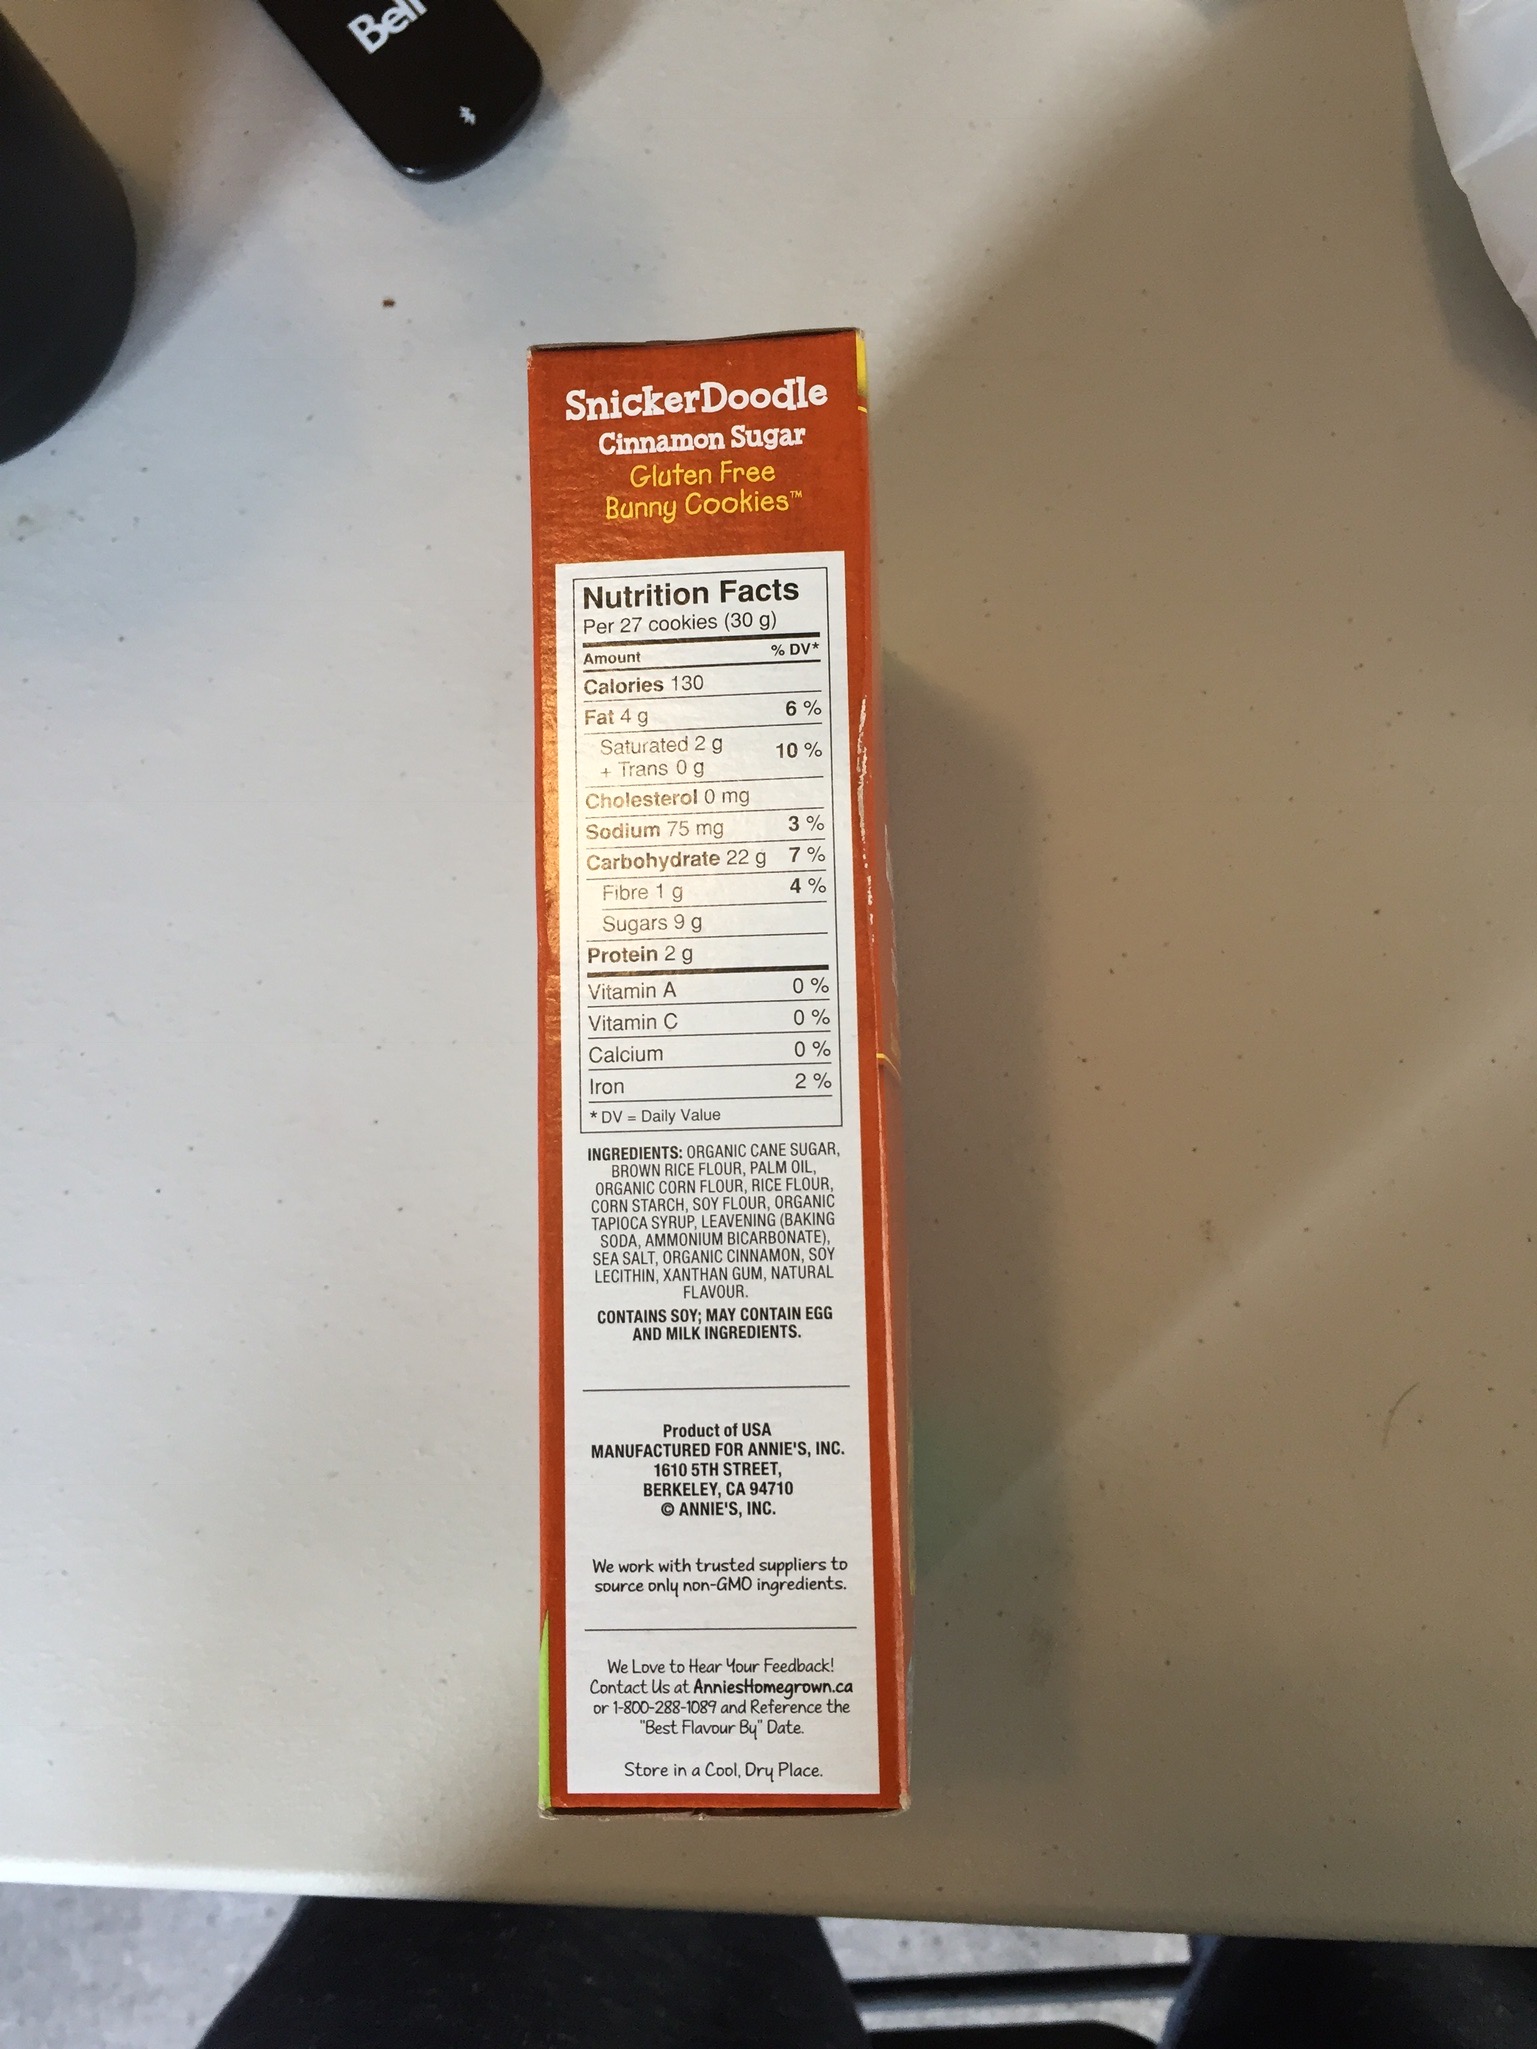 Bell
SnickerDoodle
Cinnamon Sugar
Gluten Free
Bunny Cookies™
Nutrition Facts
Per 27 cookies (30 g)
Amount % DV*
Calories 130
Fat 4 g 6 %
Saturated 2 g 10 %
+ Trans 0 g
Cholesterol 0 mg
Sodium 75 mg 3 %
Carbohydrate 22 g 7 %
Fibre 1 g 4 %
Sugars 9 g
Protein 2 g
Vitamin A 0 %
Vitamin C 0 %
Calcium 0 %
Iron 2 %
* DV = Daily Value
INGREDIENTS: ORGANIC CANE SUGAR,
BROWN RICE FLOUR, PALM OIL,
ORGANIC CORN FLOUR, RICE FLOUR,
CORN STARCH, SOY FLOUR, ORGANIC
TAPIOCA SYRUP, LEAVENING (BAKING
SODA, AMMONIUM BICARBONATE),
SEA SALT, ORGANIC CINNAMON, SOY
LECITHIN, XANTHAN GUM, NATURAL
FLAVOUR.
CONTAINS SOY; MAY CONTAIN EGG
AND MILK INGREDIENTS.
Product of USA
MANUFACTURED FOR ANNIE'S, INC.
1610 5TH STREET,
BERKELEY, CA 94710
© ANNIE'S, INC.
We work with trusted suppliers to
source only non-GMO ingredients.
We Love to Hear Your Feedback!
Contact Us at AnniesHomegrown.ca
or 1-800-288-1089 and Reference the
"Best Flavour By" Date.
Store in a Cool, Dry Place.